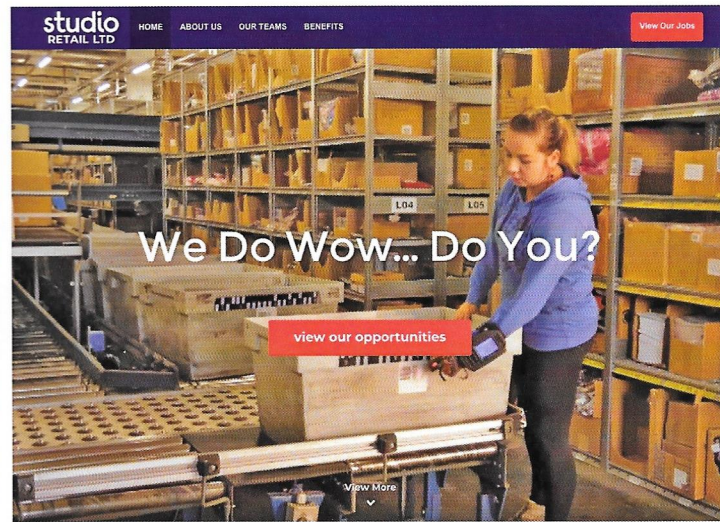 studio
RETAIL LTD
HOME ABOUT US OUR TEAMS BENEFITS
View Our Jobs
L04 L05
We Do Wow... Do You?
view our opportunities
View More